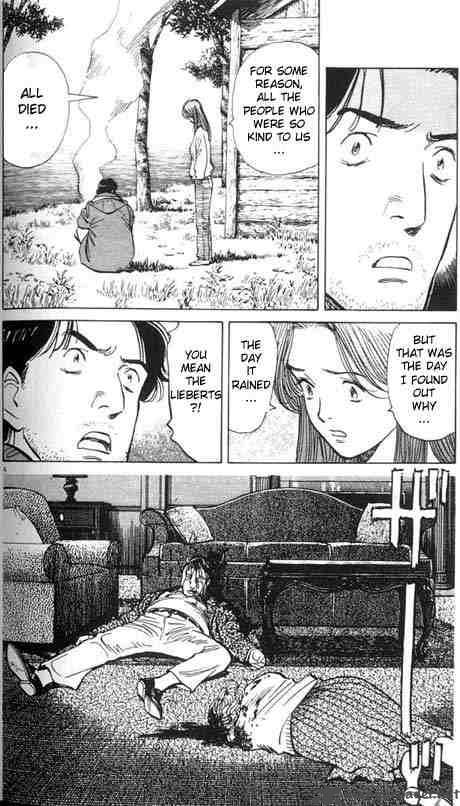 FOR SOME
REASON,
ALL THE
PEOPLE WHO
WERE SO
KIND TO US
...
ALL
DIED
...
BUT
THAT WAS
THE DAY
I FOUND
OUT
WHY ...
THE
DAY
IT
RAINED
...
YOU
MEAN
THE
LIEBERTS
?!